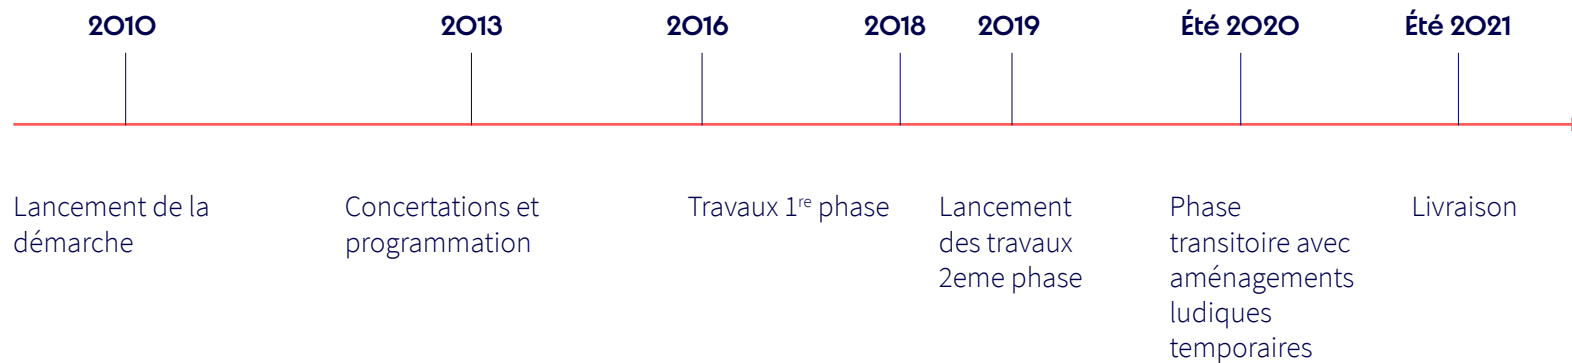 2010
2013
2016
2018
2019
Été 2020
Été 2021
Lancement de la
démarche
Concertations et
programmation
Travaux 1re phase
Lancement
des travaux
2eme phase
Phase
transitoire avec
aménagements
ludiques
temporaires
Livraison